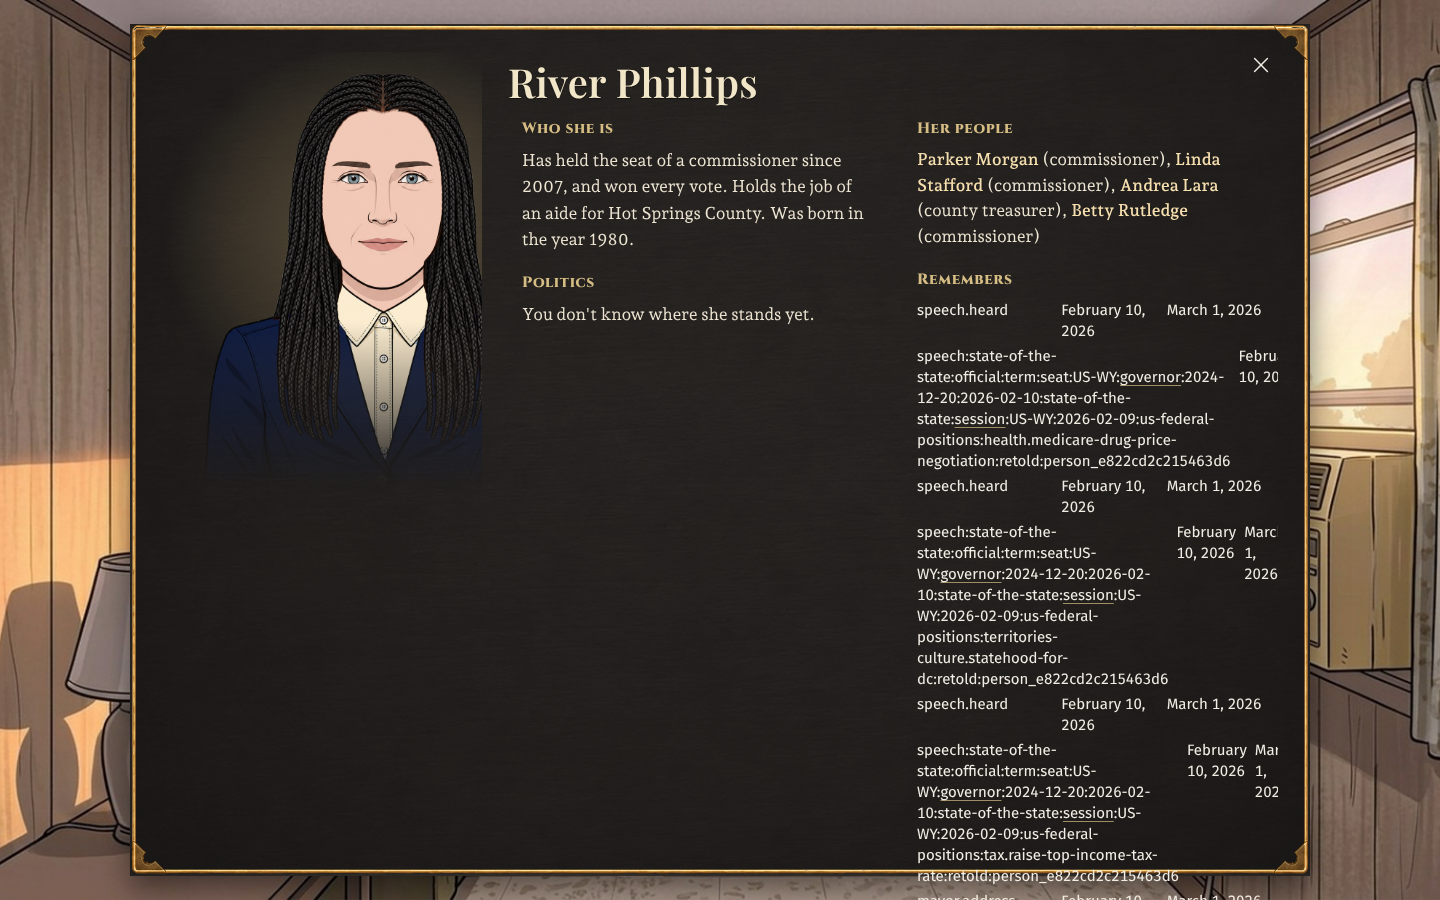 River Phillips
Who she is
Has held the seat of a commissioner since
2007, and won every vote. Holds the job of
an aide for Hot Springs County. Was born in
the year 1980.
Politics
You don't know where she stands yet.
Her people
Parker Morgan (commissioner), Linda
Stafford (commissioner), Andrea Lara
(county treasurer), Betty Rutledge
(commissioner)
Remembers
speech.heard February 10, March 1, 2026
2026
speech:state-of-the- Febru
state:official:term:seat:US-WY:governor:2024- 10, 20
12-20:2026-02-10:state-of-the-
state:session:US-WY:2026-02-09:us-federal-
positions:health.medicare-drug-price-
negotiation:retold:person_e822cd2c215463d6
speech.heard February 10, March 1, 2026
2026
speech:state-of-the- February Marc
state:official:term:seat:US- 10, 2026 1,
WY:governor:2024-12-20:2026-02- 2026
10:state-of-the-state:session:US-
WY:2026-02-09:us-federal-
positions:territories-
culture.statehood-for-
dc:retold:person_e822cd2c215463d6
speech.heard February 10, March 1, 2026
2026
speech:state-of-the- February Mar
state:official:term:seat:US- 10, 2026 1,
WY:governor:2024-12-20:2026-02- 202
10:state-of-the-state:session:US-
WY:2026-02-09:us-federal-
positions:tax.raise-top-income-tax-
rate:retold:person_e822cd2c215463d6